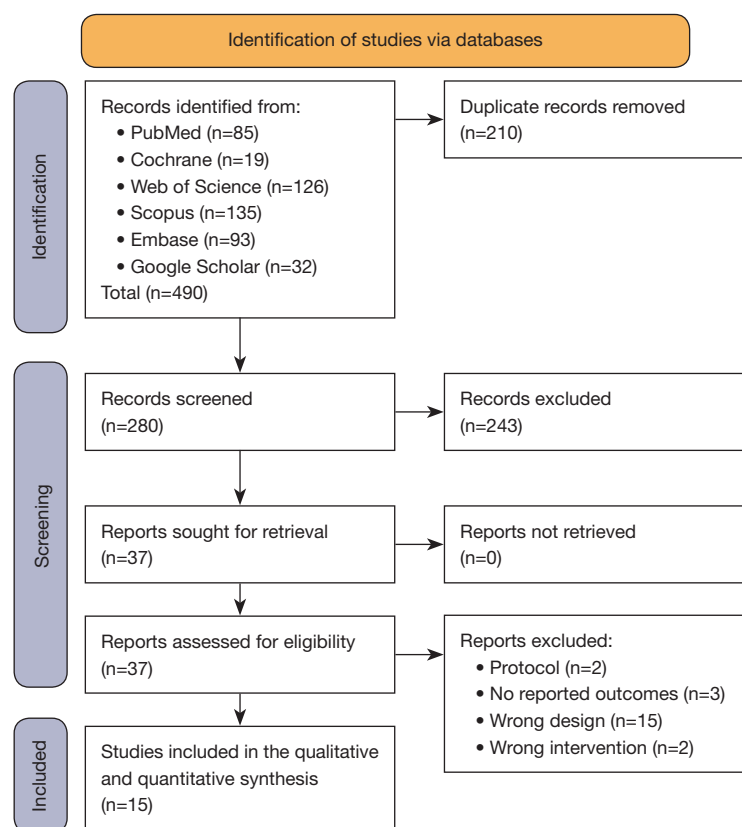 Identification of studies via databases
Identification
Records identified from:
• PubMed (n=85)
• Cochrane (n=19)
• Web of Science (n=126)
• Scopus (n=135)
• Embase (n=93)
• Google Scholar (n=32)
Total (n=490)
Duplicate records removed
(n=210)
Screening
Records screened
(n=280)
Records excluded
(n=243)
Reports sought for retrieval
(n=37)
Reports not retrieved
(n=0)
Reports assessed for eligibility
(n=37)
Reports excluded:
• Protocol (n=2)
• No reported outcomes (n=3)
• Wrong design (n=15)
• Wrong intervention (n=2)
Included
Studies included in the qualitative
and quantitative synthesis
(n=15)